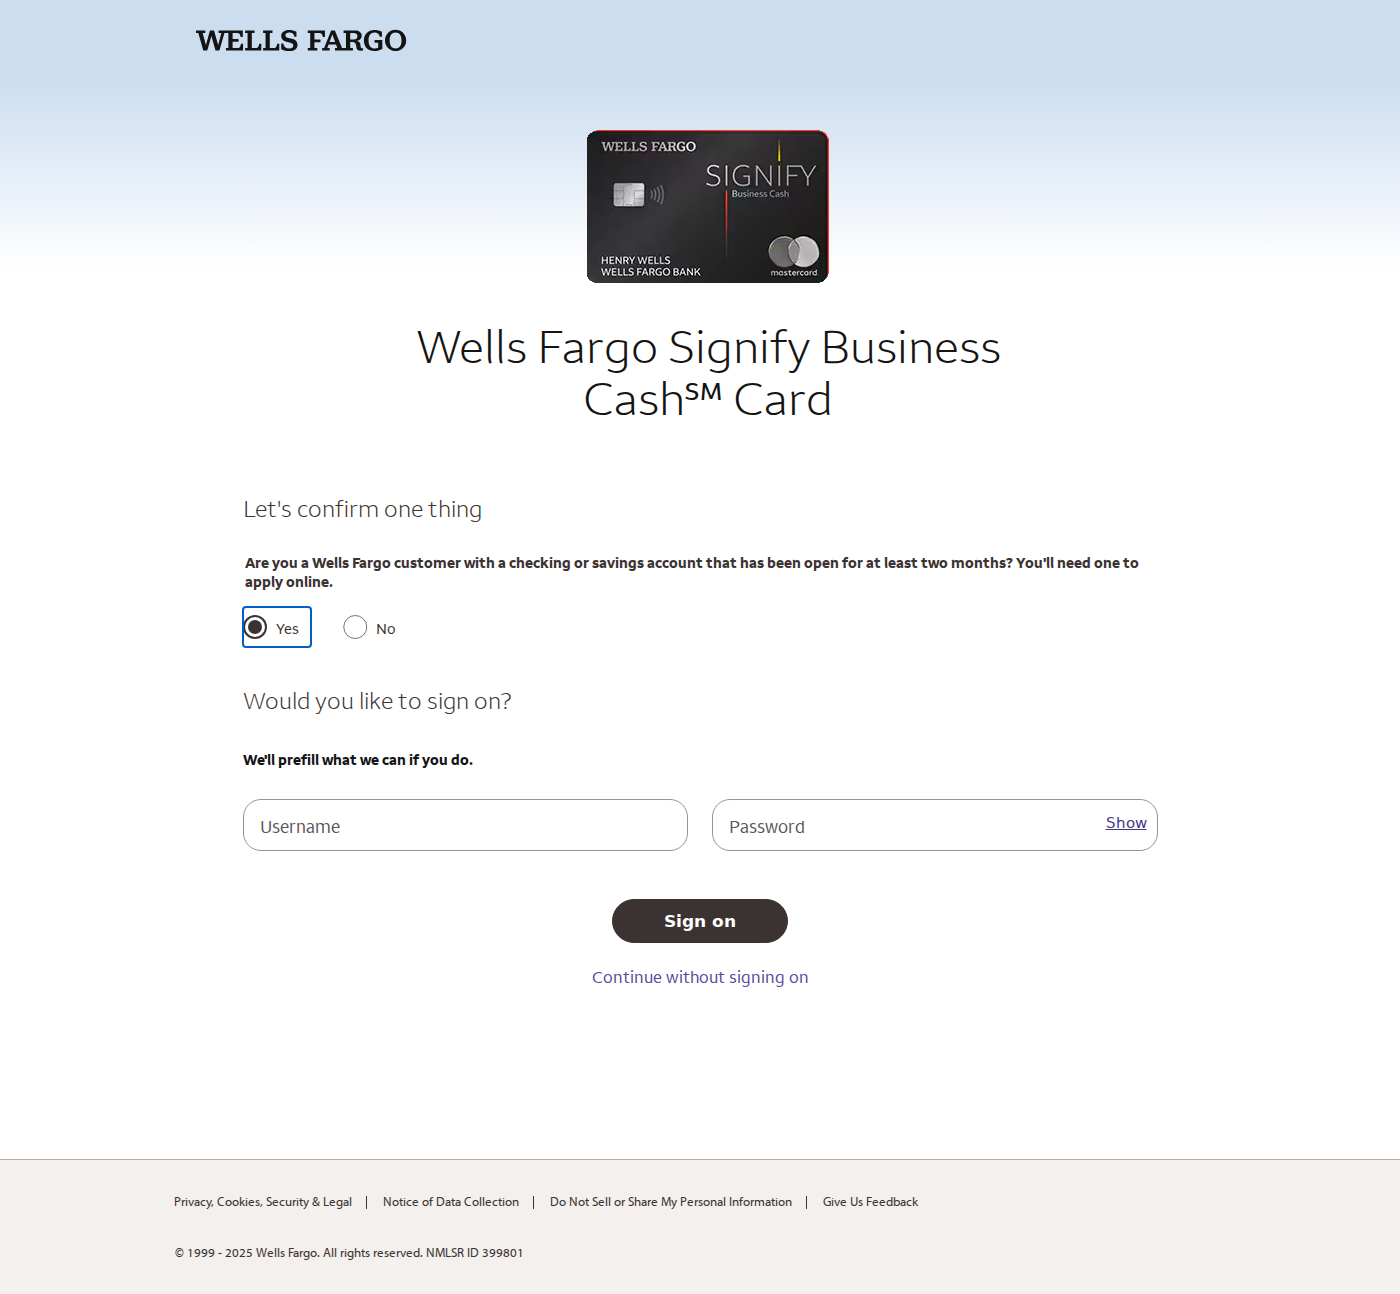 WELLS FARGO
WELLS FARGO
SIGNIFY
Business Cash
HENRY WELLS
WELLS FARGO BANK
mastercard
Wells Fargo Signify Business
Cash℠ Card
Let's confirm one thing
Are you a Wells Fargo customer with a checking or savings account that has been open for at least two months? You'll need one to
apply online.
Yes No
Would you like to sign on?
We'll prefill what we can if you do.
Username Password Show
Sign on
Continue without signing on
Privacy, Cookies, Security & Legal | Notice of Data Collection | Do Not Sell or Share My Personal Information | Give Us Feedback
© 1999 - 2025 Wells Fargo. All rights reserved. NMLSR ID 399801